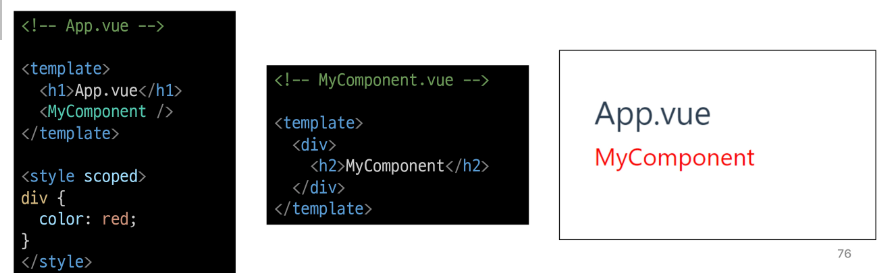 <!-- App.vue -->
<template>
<h1>App.vue</h1>
<MyComponent />
</template>
<style scoped>
div {
color: red;
}
</style>
<!-- MyComponent.vue -->
<template>
<div>
<h2>MyComponent</h2>
</div>
</template>
App.vue
MyComponent
76